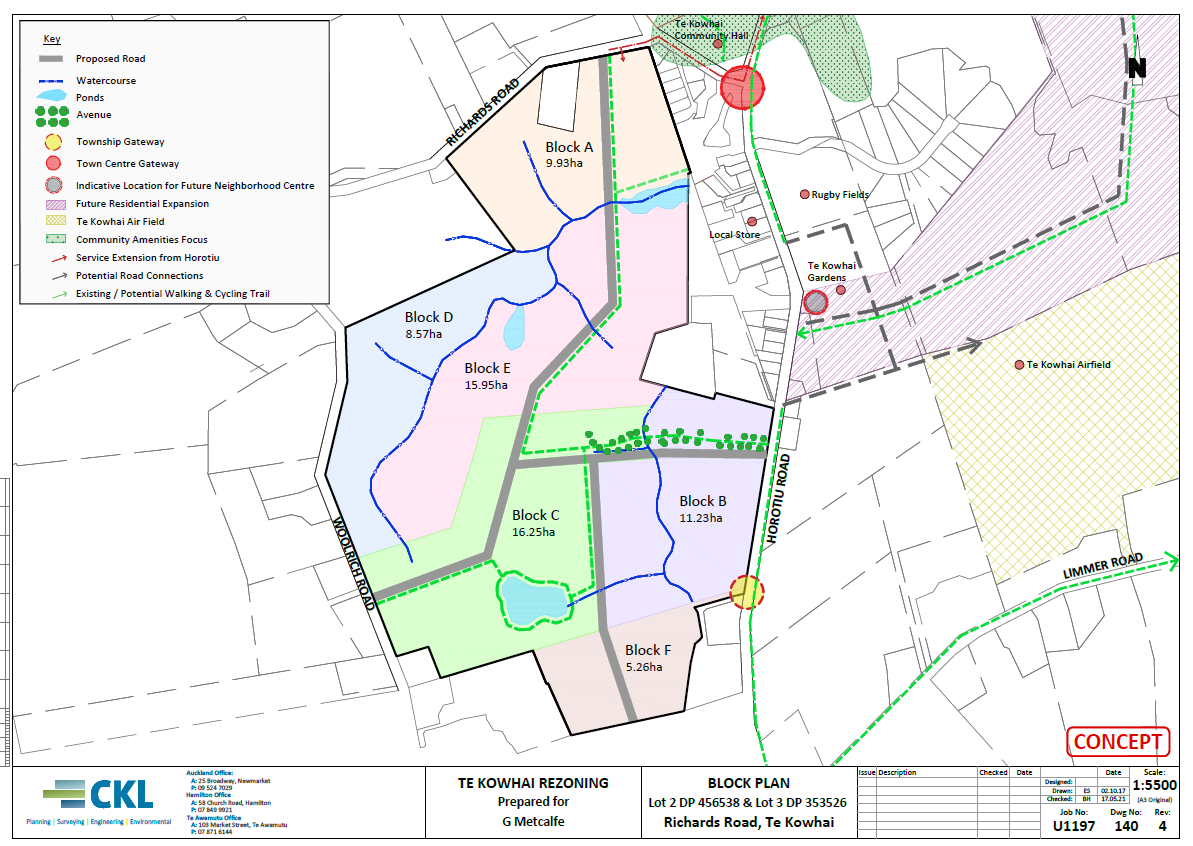 Key
Proposed Road
Watercourse
Ponds
Avenue
Township Gateway
Town Centre Gateway
Indicative Location for Future Neighborhood Centre
Future Residential Expansion
Te Kowhai Air Field
Community Amenities Focus
Service Extension from Horotiu
Potential Road Connections
Existing / Potential Walking & Cycling Trail
Te Kowhai
Community Hall
N
RICHARDS ROAD
Block A
9.93ha
Rugby Fields
Local Store
Te Kowhai
Gardens
Block D
8.57ha
Block E
15.95ha
Te Kowhai Airfield
Block B
11.23ha
Block C
16.25ha
HOROTIU ROAD
WOOLRICH ROAD
LIMMER ROAD
Block F
5.26ha
CONCEPT
CKL
Planning | Surveying | Engineering | Environmental
Auckland Office:
A: 25 Broadway, Newmarket
P: 09 524 7029
Hamilton Office:
A: 58 Church Road, Hamilton
P: 07 849 9921
Te Awamutu Office:
A: 103 Market Street, Te Awamutu
P: 07 871 6144
TE KOWHAI REZONING
Prepared for
G Metcalfe
BLOCK PLAN
Lot 2 DP 456538 & Lot 3 DP 353526
Richards Road, Te Kowhai
Issue Description Checked Date
Date
Designed:
Drawn: ES 02.10.17
Checked: BH 17.05.21
Scale:
1:5500
(A3 Original)
Job No: Dwg No: Rev:
U1197 140 4